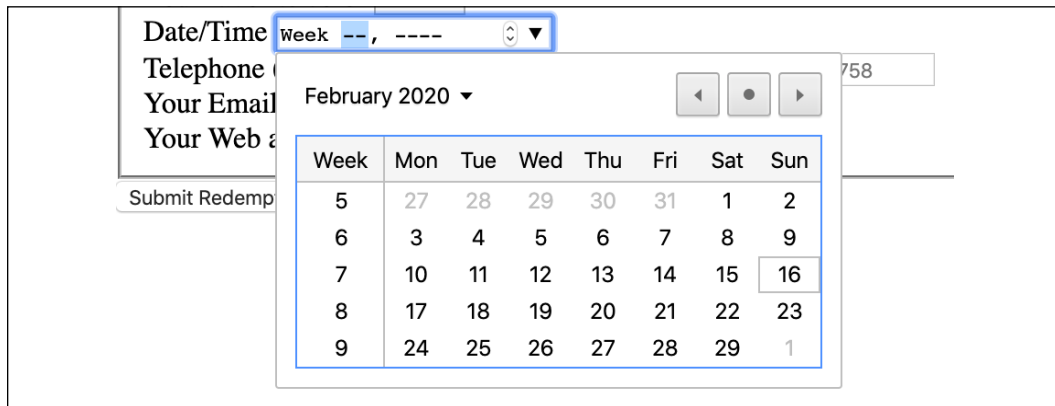 Date/Time Week --, ----
Telephone 758
Your Email
Your Web a
Submit Redemp
February 2020
Week Mon Tue Wed Thu Fri Sat Sun
5 27 28 29 30 31 1 2
6 3 4 5 6 7 8 9
7 10 11 12 13 14 15 16
8 17 18 19 20 21 22 23
9 24 25 26 27 28 29 1